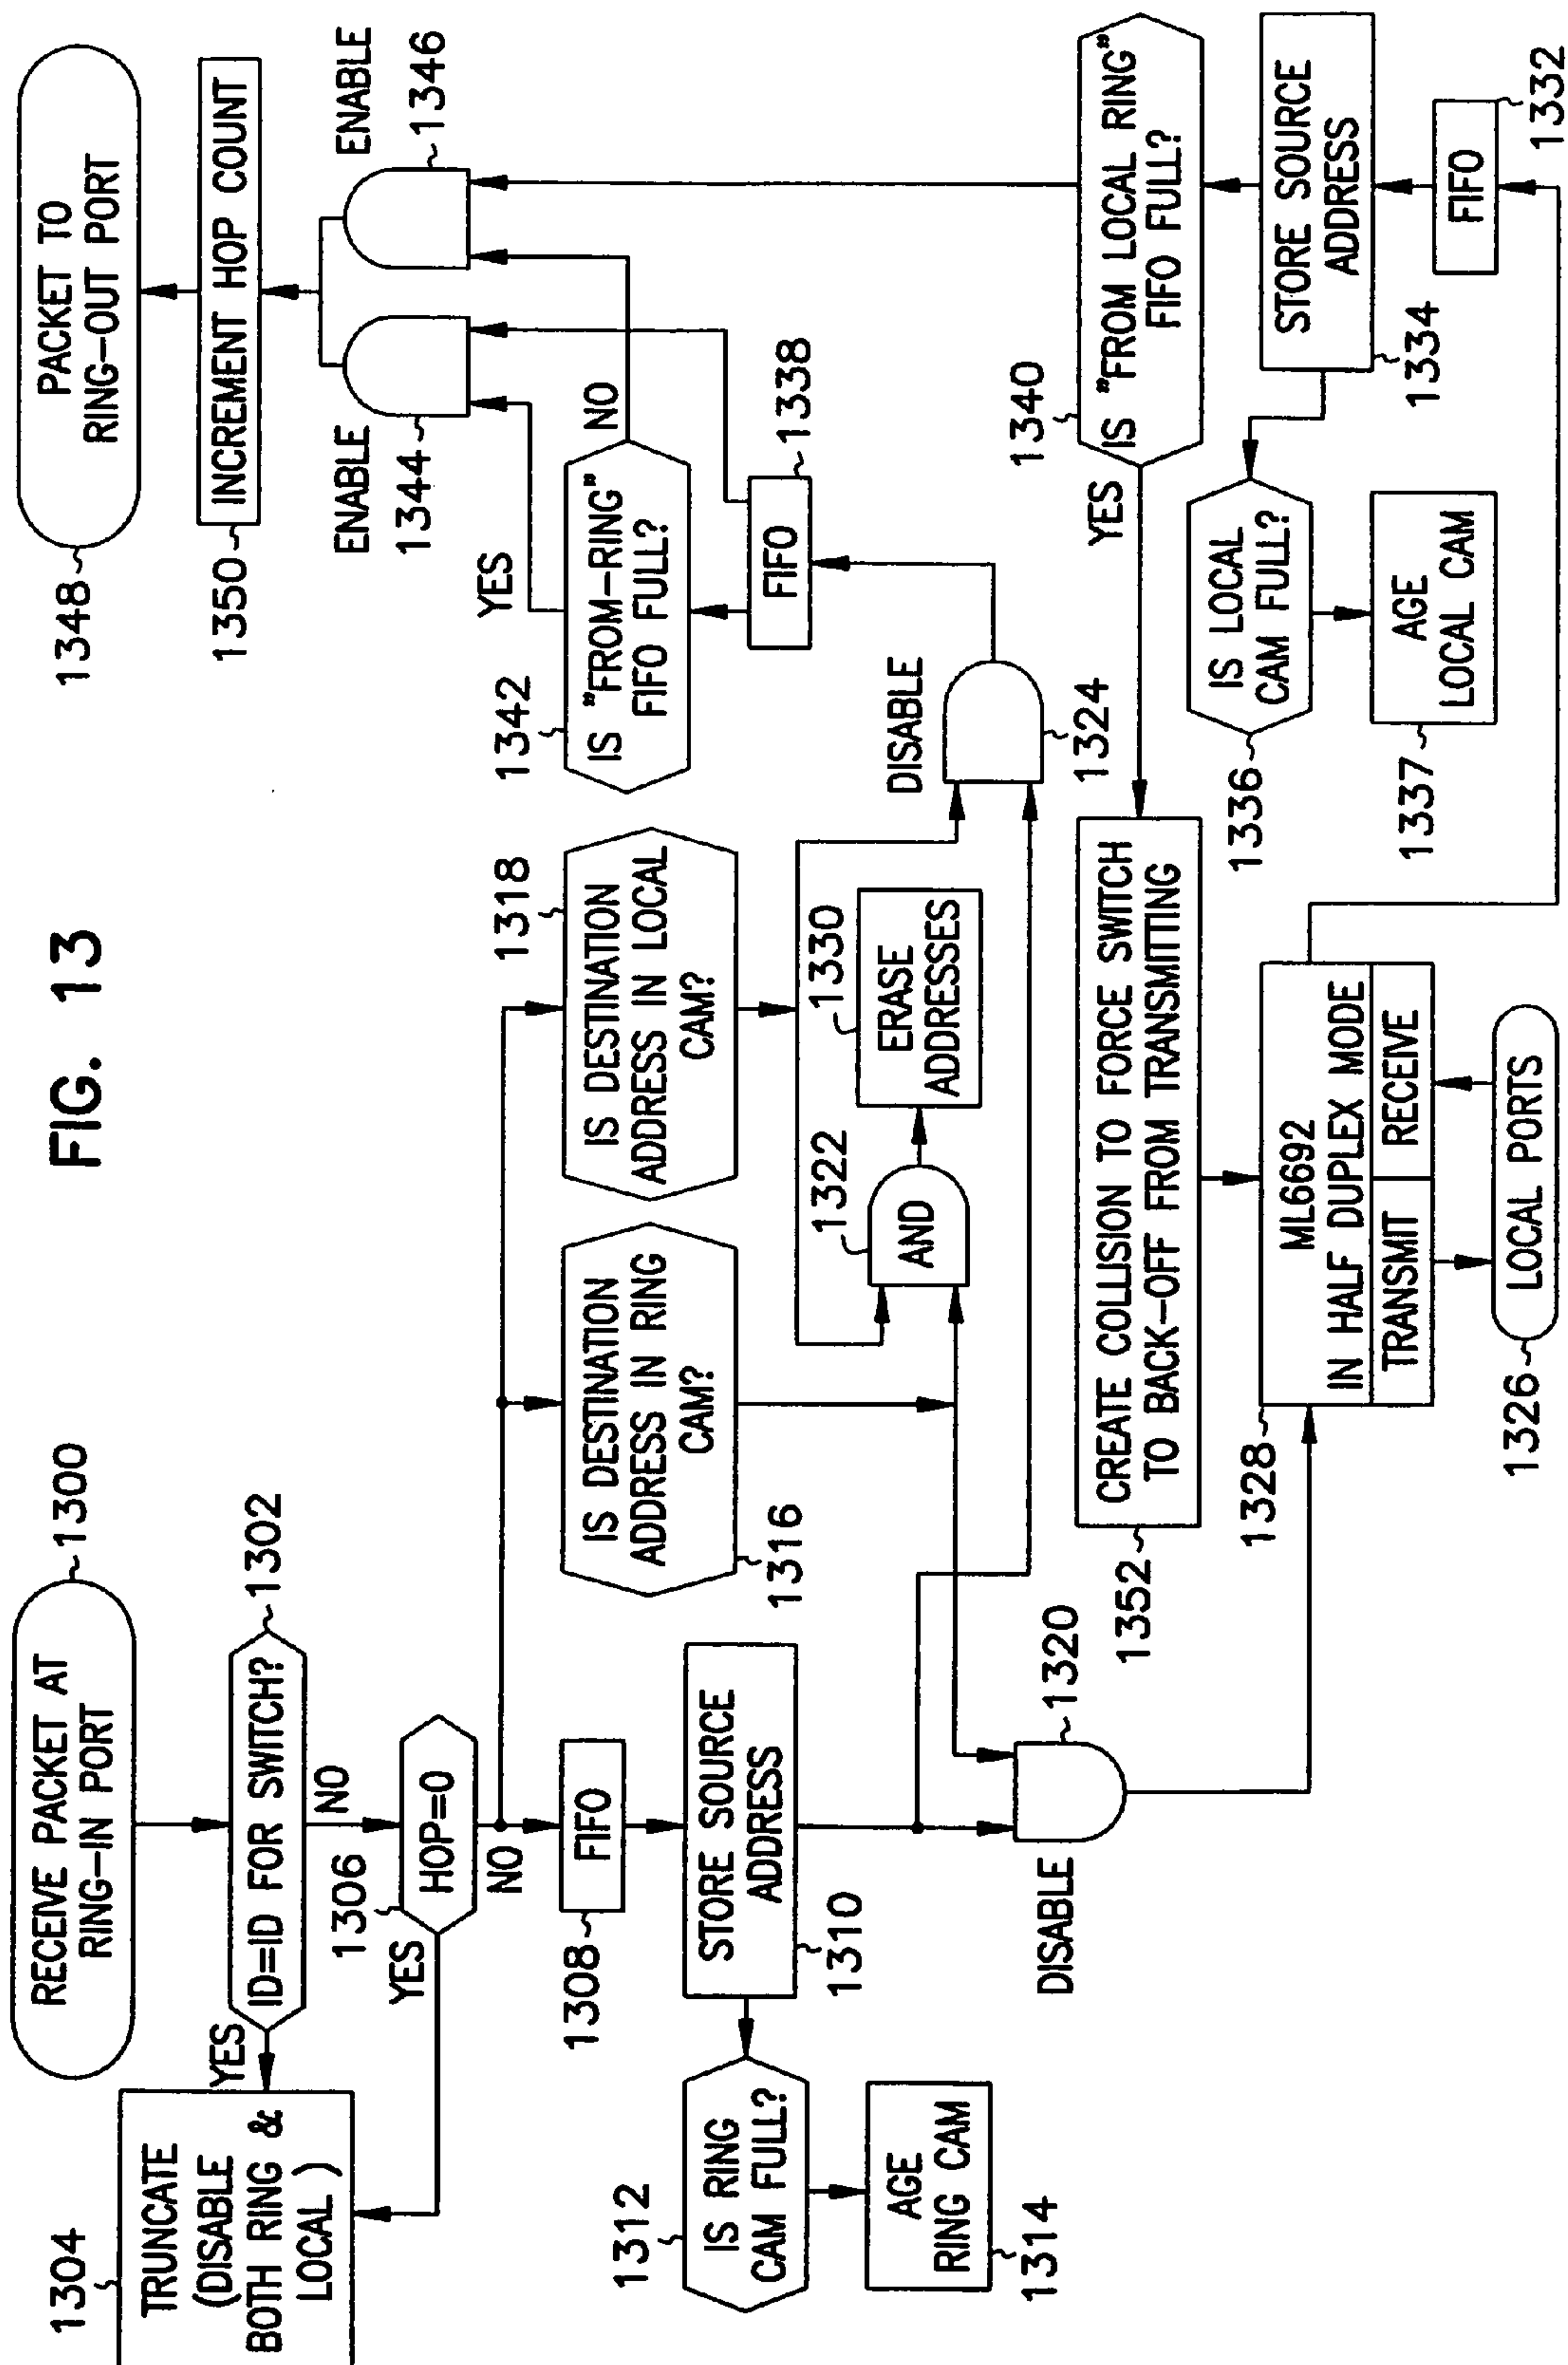 FIG. 13
RECEIVE PACKET AT
RING-IN PORT
1300
ID=ID FOR SWITCH?
1302
YES
NO
1304
TRUNCATE
(DISABLE
BOTH RING &
LOCAL )
1306
HOP=0
YES
NO
1308
FIFO
STORE SOURCE
ADDRESS
1310
1312
IS RING
CAM FULL?
AGE
RING CAM
1314
IS DESTINATION
ADDRESS IN RING
CAM?
1316
1318
IS DESTINATION
ADDRESS IN LOCAL
CAM?
1322
AND
1330
ERASE
ADDRESSES
DISABLE
1320
DISABLE
1324
1352
CREATE COLLISION TO FORCE SWITCH
TO BACK-OFF FROM TRANSMITTING
1328
ML6692
IN HALF DUPLEX MODE
TRANSMIT
RECEIVE
1326
LOCAL PORTS
1348
PACKET TO
RING-OUT PORT
1350
INCREMENT HOP COUNT
ENABLE
1344
ENABLE
1346
1342
IS "FROM-RING"
FIFO FULL?
YES
NO
FIFO
1338
1340
IS "FROM LOCAL RING"
FIFO FULL?
YES
STORE SOURCE
ADDRESS
1334
FIFO
1332
1336
IS LOCAL
CAM FULL?
1337
AGE
LOCAL CAM